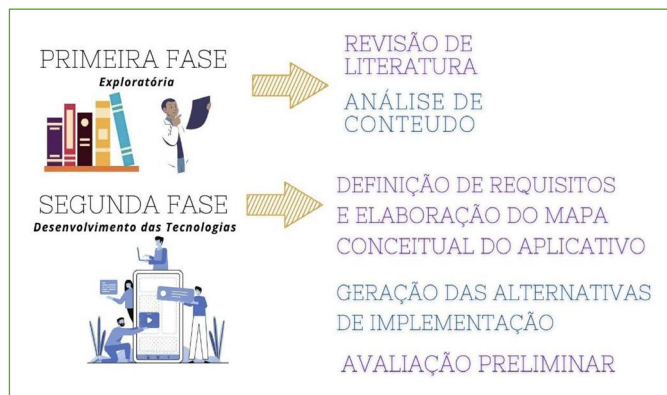 PRIMEIRA FASE
Exploratória
REVISÃO DE
LITERATURA
ANÁLISE DE
CONTEUDO
SEGUNDA FASE
Desenvolvimento das Tecnologias
DEFINIÇÃO DE REQUISITOS
E ELABORAÇÃO DO MAPA
CONCEITUAL DO APLICATIVO
GERAÇÃO DAS ALTERNATIVAS
DE IMPLEMENTAÇÃO
AVALIAÇÃO PRELIMINAR